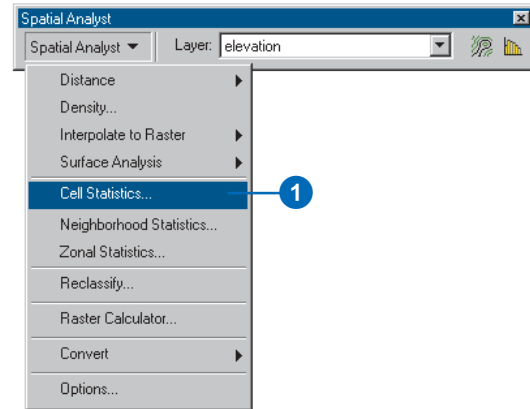 Spatial Analyst
Spatial Analyst Layer: elevation
Distance
Density...
Interpolate to Raster
Surface Analysis
Cell Statistics... 1
Neighborhood Statistics...
Zonal Statistics...
Reclassify...
Raster Calculator...
Convert
Options...